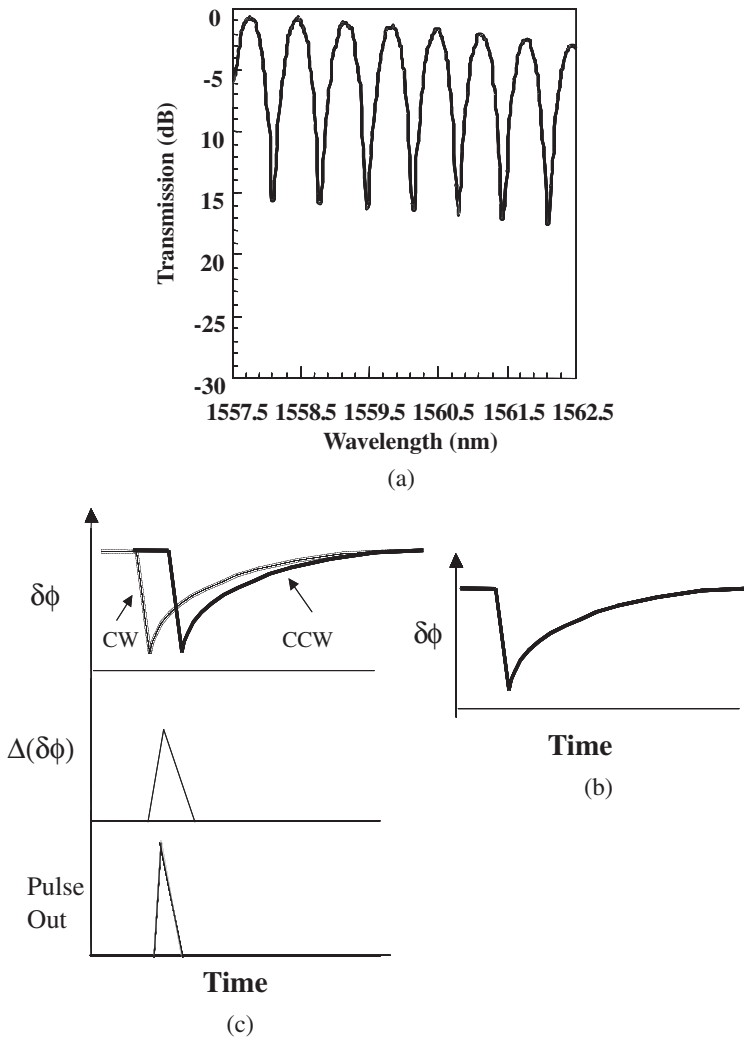 0
-5
10
15
20
-25
-30
Transmission (dB)
1557.5 1558.5 1559.5 1560.5 1561.5 1562.5
Wavelength (nm)
(a)
δϕ
CW
CCW
Δ(δϕ)
Pulse
Out
Time
(c)
δϕ
Time
(b)